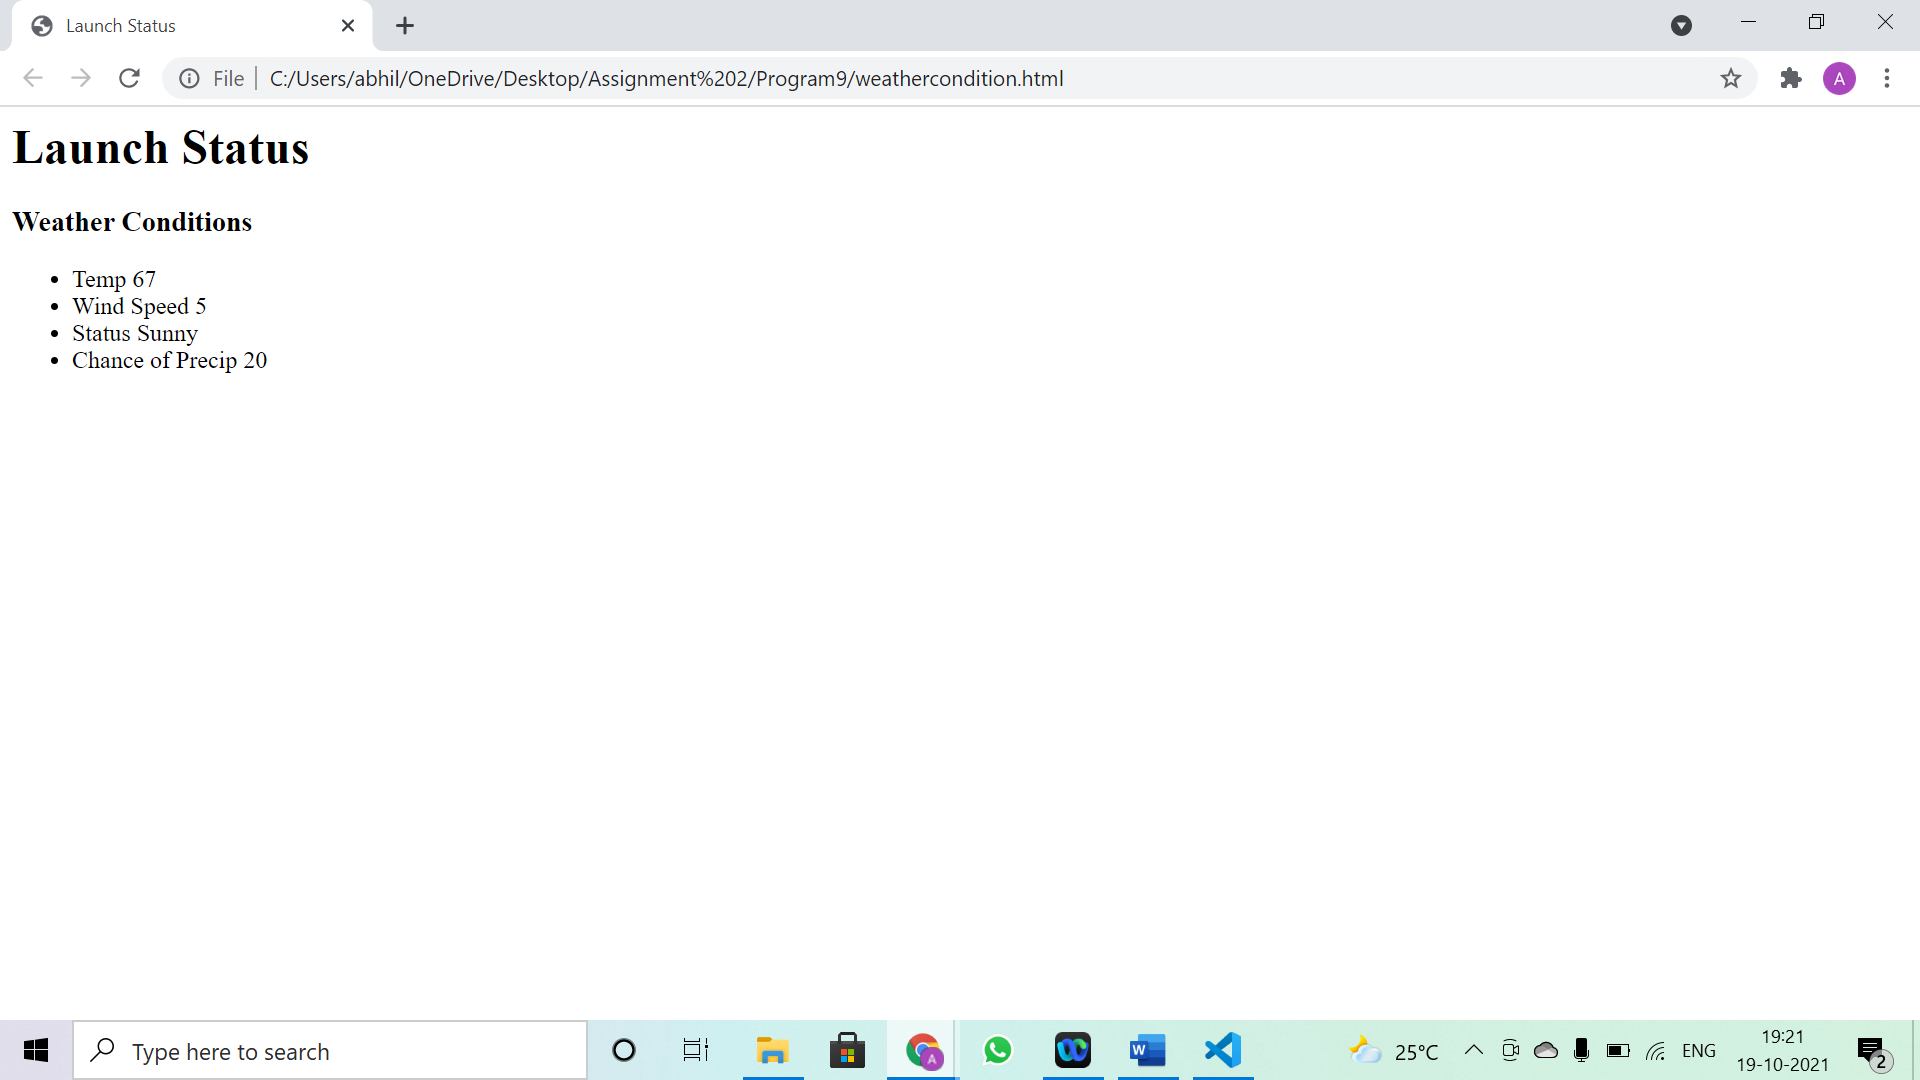 Launch Status
File
C:/Users/abhil/OneDrive/Desktop/Assignment%202/Program9/weathercondition.html
A
Launch Status
Weather Conditions
Temp 67
Wind Speed 5
Status Sunny
Chance of Precip 20
Type here to search
A
W
25°C
ENG
19:21
19-10-2021
2